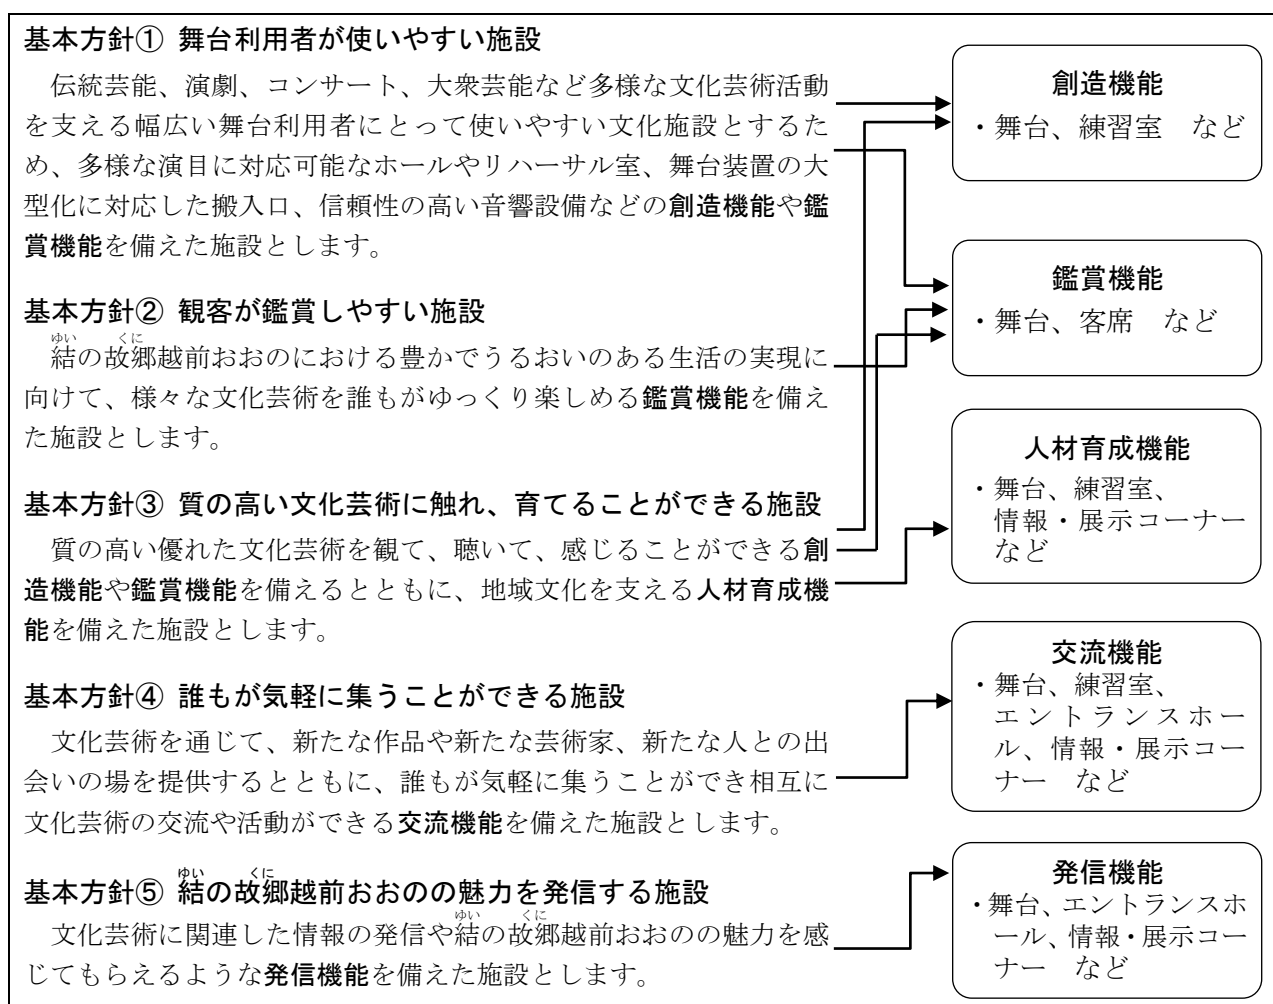 基本方針① 舞台利用者が使いやすい施設
伝統芸能、演劇、コンサート、大衆芸能など多様な文化芸術活動
を支える幅広い舞台利用者にとって使いやすい文化施設とするた
め、多様な演目に対応可能なホールやリハーサル室、舞台装置の大
型化に対応した搬入口、信頼性の高い音響設備などの創造機能や鑑
賞機能を備えた施設とします。
基本方針② 観客が鑑賞しやすい施設
ゆい くに
結の故郷越前おおのにおける豊かでうるおいのある生活の実現に
向けて、様々な文化芸術を誰もがゆっくり楽しめる鑑賞機能を備え
た施設とします。
基本方針③ 質の高い文化芸術に触れ、育てることができる施設
質の高い優れた文化芸術を観て、聴いて、感じることができる創
造機能や鑑賞機能を備えるとともに、地域文化を支える人材育成機
能を備えた施設とします。
基本方針④ 誰もが気軽に集うことができる施設
文化芸術を通じて、新たな作品や新たな芸術家、新たな人との出
会いの場を提供するとともに、誰もが気軽に集うことができ相互に
文化芸術の交流や活動ができる交流機能を備えた施設とします。
ゆい くに
基本方針⑤ 結の故郷越前おおのの魅力を発信する施設
ゆい くに
文化芸術に関連した情報の発信や結の故郷越前おおのの魅力を感
じてもらえるような発信機能を備えた施設とします。
創造機能
・舞台、練習室 など
鑑賞機能
・舞台、客席 など
人材育成機能
・舞台、練習室、
情報・展示コーナー
など
交流機能
・舞台、練習室、
エントランスホー
ル、情報・展示コー
ナー など
発信機能
・舞台、エントランスホ
ール、情報・展示コー
ナー など